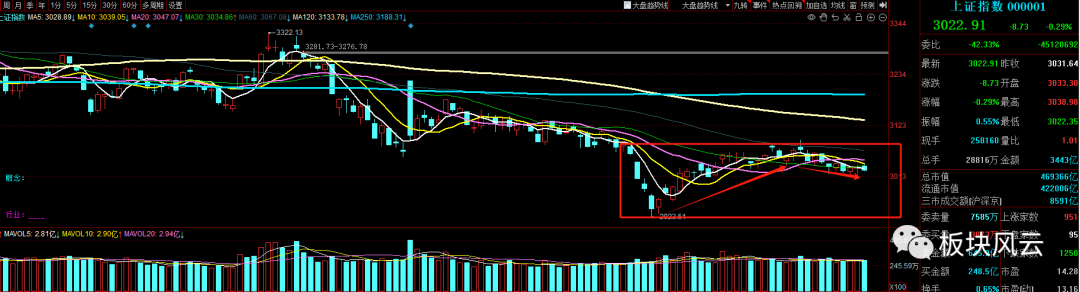 周 月 季 年 1分 5分 15分 30分 60分 多周期 设置
大盘趋势线 大盘趋势线 九转 事件 热点回溯 加自选 均线 窗 预测
上证指数 MA5: 3028.89↓ MA10: 3039.05↓ MA20: 3047.07↓ MA30: 3034.86↑ MA60: 3067.08↓ MA120: 3133.78↓ MA250: 3188.31↓
3322.13
3281.73-3276.78
3344
3234
3123
3013
概念:
行业:
MAVOL5: 2.81亿↓ MAVOL10: 2.90亿↑ MAVOL20: 2.94亿↓
245.59万
X100
上证指数 000001
3022.91 -8.73 -0.29%
委比 -42.33% -45120692
最新 3022.91 昨收 3031.64
涨跌 -8.73 开盘 3030.98
涨幅 -0.29% 最高 3038.98
振幅 0.55% 最低 3022.35
现手 258160 量比 1.01
总手 28816万 金额 3443亿
总市值 469366亿
流通市值 422006亿
三市成交额(沪深京) 8591亿
委卖量 7585万 上涨家数 951
95
1250
买金额 248.5亿 市盈 14.28
换手 0.65% 市盈(动) 13.16
板块风云